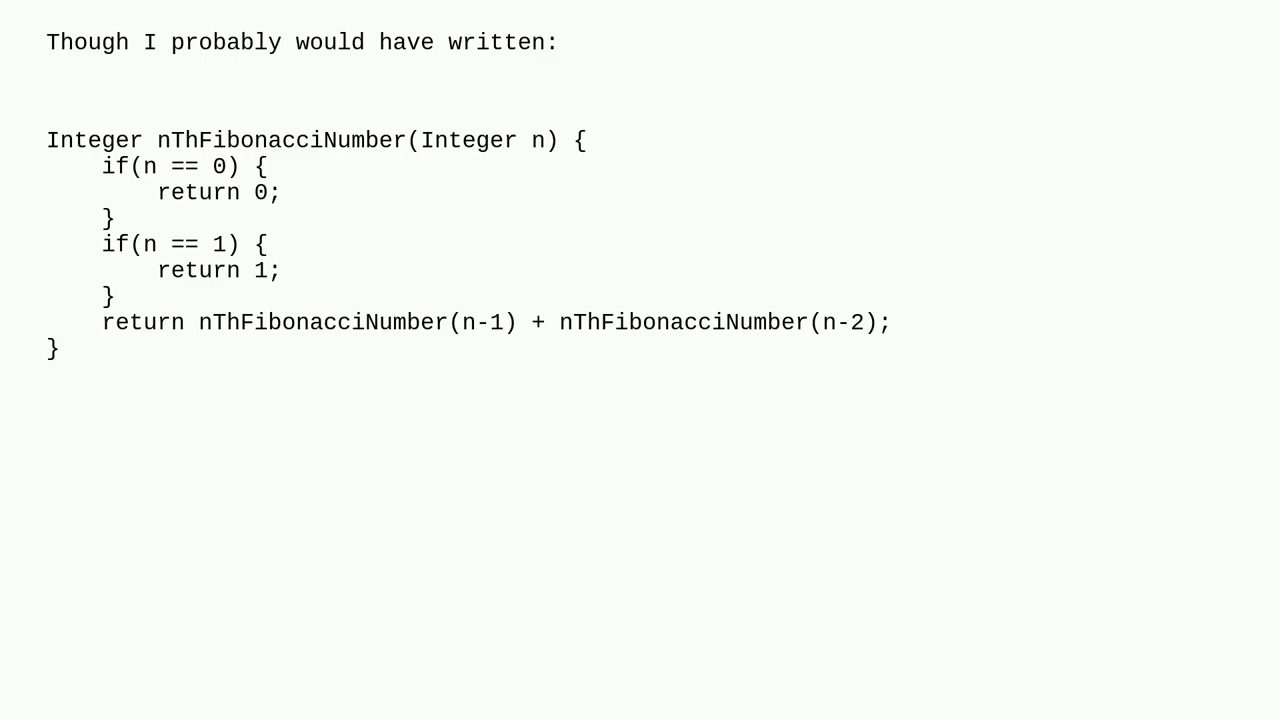 Though I probably would have written:
Integer nThFibonacciNumber(Integer n) {
    if(n == 0) {
        return 0;
    }
    if(n == 1) {
        return 1;
    }
    return nThFibonacciNumber(n-1) + nThFibonacciNumber(n-2);
}